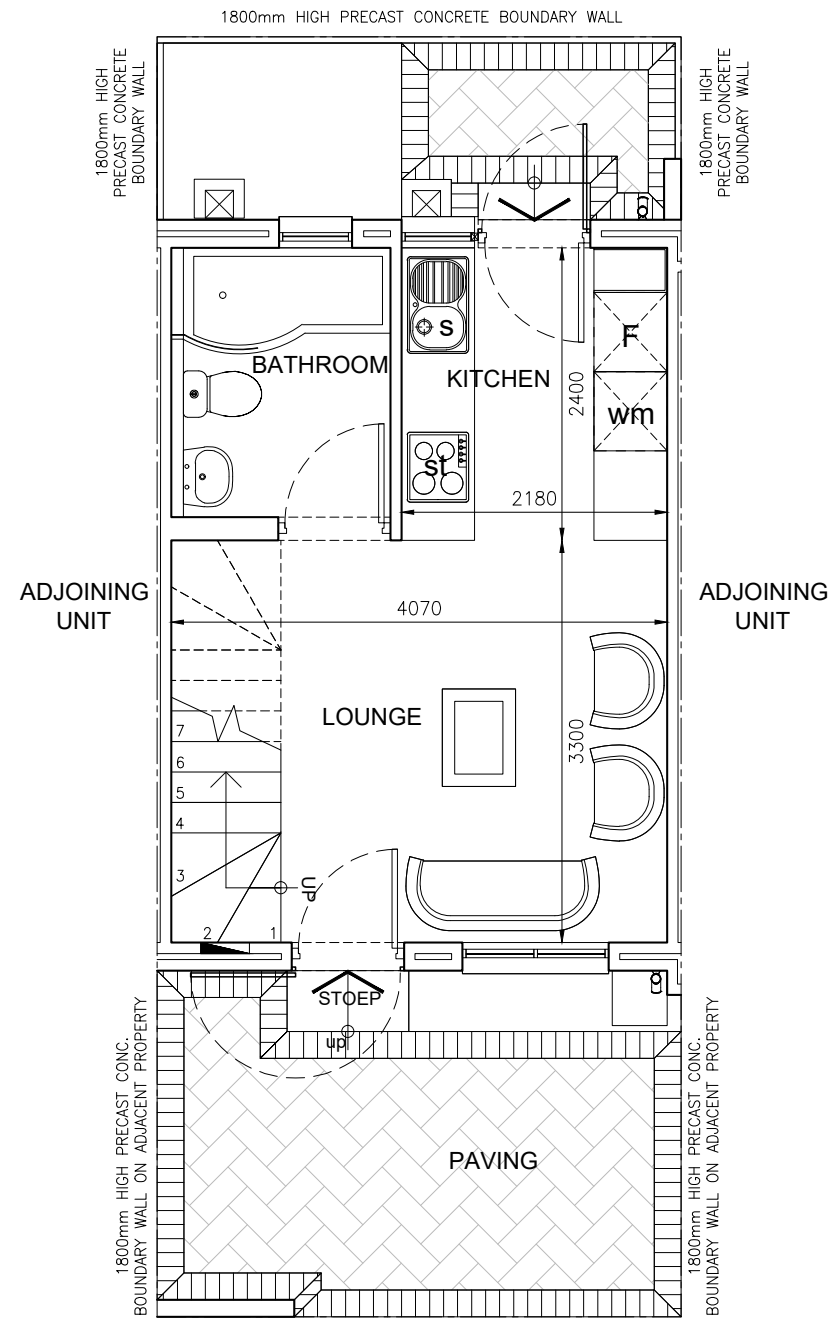 1800mm HIGH PRECAST CONCRETE BOUNDARY WALL
1800mm HIGH
PRECAST CONCRETE
BOUNDARY WALL
1800mm HIGH
PRECAST CONCRETE
BOUNDARY WALL
BATHROOM
s
KITCHEN
F
wm
st
2400
2180
ADJOINING
UNIT
4070
ADJOINING
UNIT
LOUNGE
3300
7
6
5
4
3
2
1
UP
STOEP
up
1800mm HIGH PRECAST CONC.
BOUNDARY WALL ON ADJACENT PROPERTY
PAVING
1800mm HIGH PRECAST CONC.
BOUNDARY WALL ON ADJACENT PROPERTY